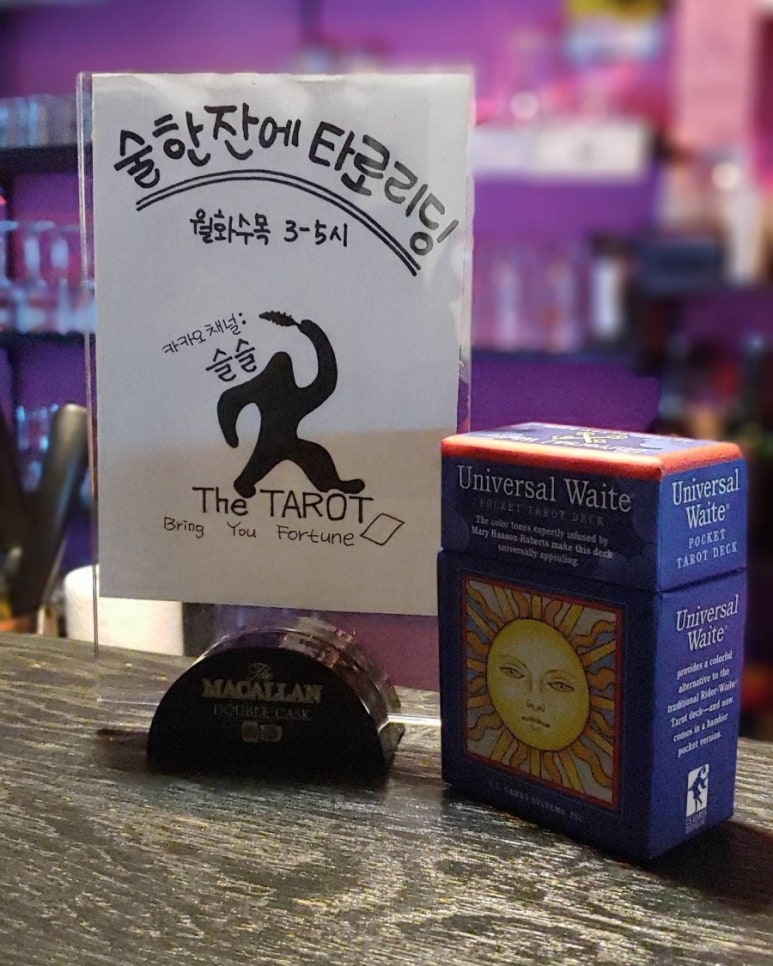 술한잔에 타로리딩
월화수목 3-5시
카카오채널:
슬슬
The TAROT
Bring You Fortune
The
MACALLAN
DOUBLE CASK
Universal Waite®
POCKET TAROT DECK
The color tones expertly infused by
Mary Hanson-Roberts make this deck
universally appealing.
U.S. GAMES SYSTEMS, INC.
Universal
Waite®
POCKET
TAROT DECK
Universal
Waite®
provides a colorful
alternative to the
traditional Rider-Waite®
Tarot deck—and now
comes in a handier
pocket version.